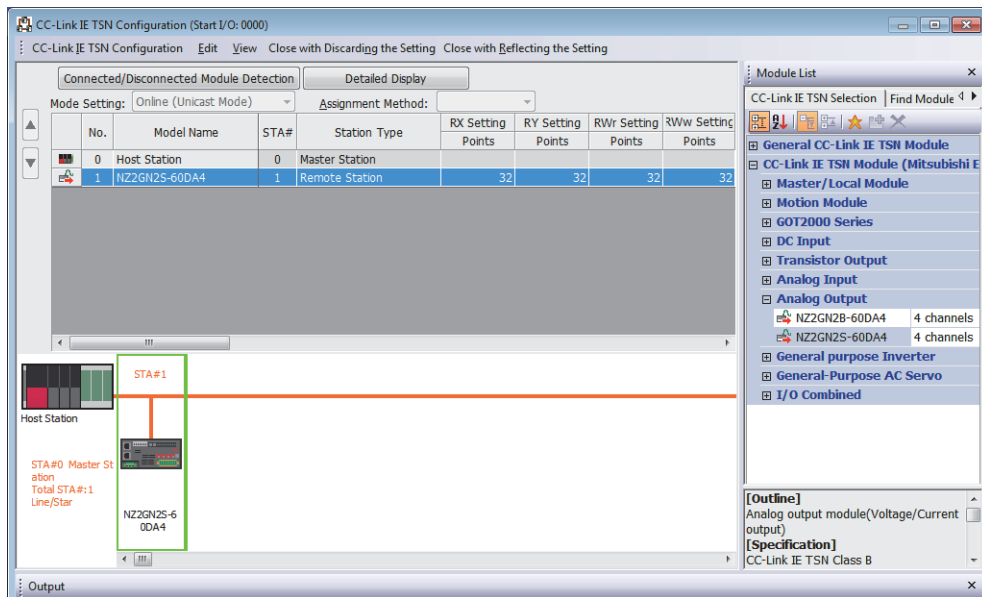 CC-Link IE TSN Configuration (Start I/O: 0000)
CC-Link IE TSN Configuration Edit View Close with Discarding the Setting Close with Reflecting the Setting
Connected/Disconnected Module Detection Detailed Display
Mode Setting: Online (Unicast Mode) Assignment Method:
No. Model Name STA# Station Type RX Setting RY Setting RWr Setting RWw Setting
Points Points Points Points
0 Host Station 0 Master Station
1 NZ2GN2S-60DA4 1 Remote Station 32 32 32 32
STA#1
Host Station
STA#0 Master St
ation
Total STA#:1
Line/Star
NZ2GN2S-6
0DA4
Module List
CC-Link IE TSN Selection Find Module
General CC-Link IE TSN Module
CC-Link IE TSN Module (Mitsubishi E
Master/Local Module
Motion Module
GOT2000 Series
DC Input
Transistor Output
Analog Input
Analog Output
NZ2GN2B-60DA4 4 channels
NZ2GN2S-60DA4 4 channels
General purpose Inverter
General-Purpose AC Servo
I/O Combined
[Outline]
Analog output module(Voltage/Current
output)
[Specification]
CC-Link IE TSN Class B
Output